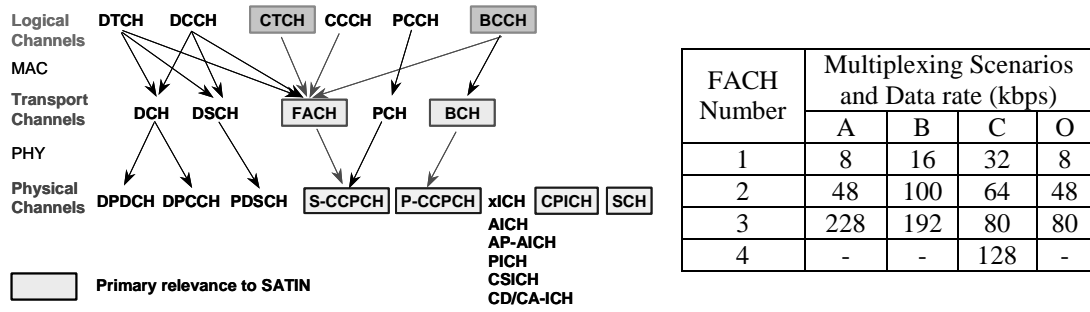 Logical
Channels
DTCH DCCH CTCH CCCH PCCH BCCH
MAC
Transport
Channels
DCH DSCH FACH PCH BCH
PHY
Physical
Channels
DPDCH DPCCH PDSCH S-CCPCH P-CCPCH xICH CPICH SCH
AICH
AP-AICH
PICH
CSICH
CD/CA-ICH
Primary relevance to SATIN
FACH
Number
Multiplexing Scenarios
and Data rate (kbps)
A B C O
1 8 16 32 8
2 48 100 64 48
3 228 192 80 80
4 - - 128 -